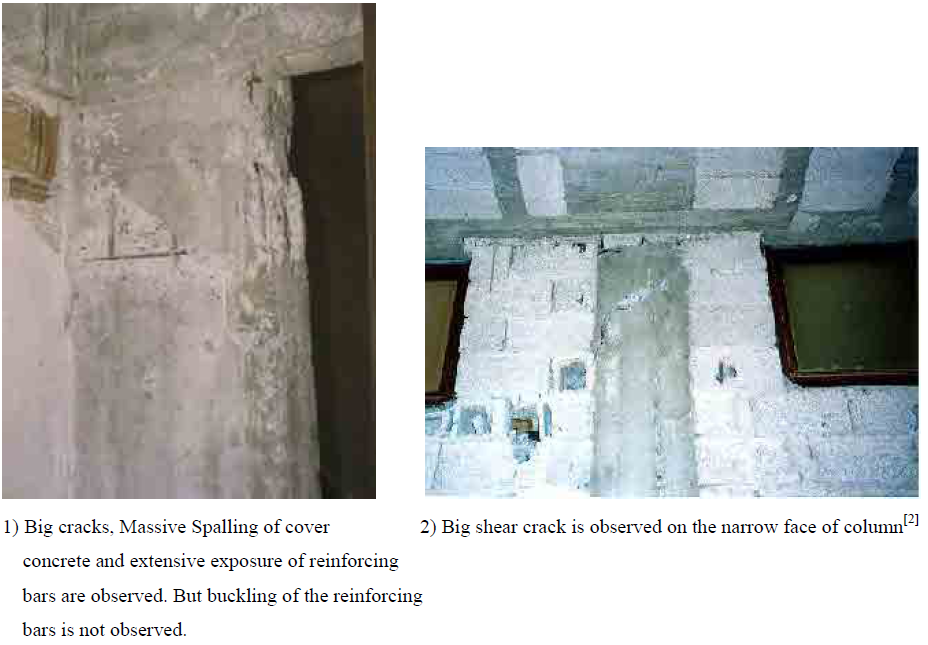 1) Big cracks, Massive Spalling of cover
concrete and extensive exposure of reinforcing
bars are observed. But buckling of the reinforcing
bars is not observed.
2) Big shear crack is observed on the narrow face of column[2]